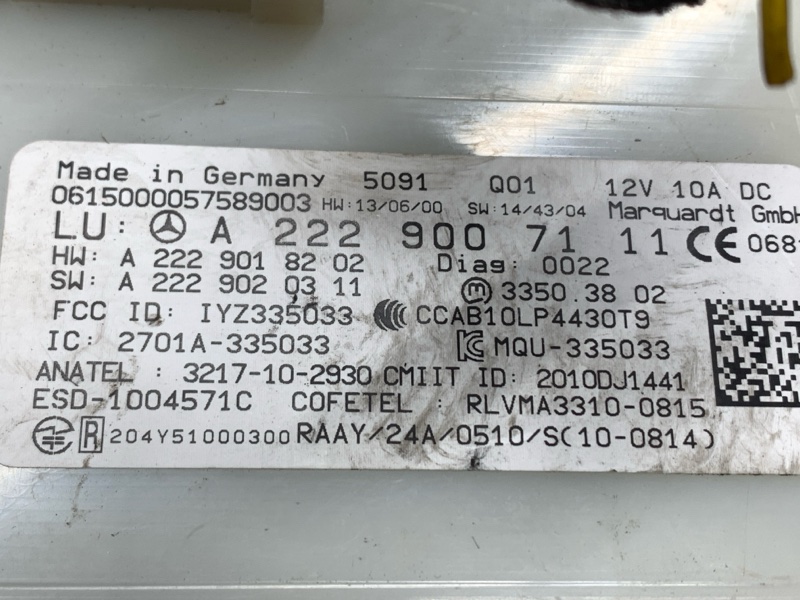 Made in Germany 5091 Q01 12V 10A DC
0615000057589003 HW:13/06/00 SW:14/43/04 Marquardt GmbH
LU: A 222 900 71 11 CE 068
HW: A 222 901 82 02 Diag: 0022
SW: A 222 902 03 11 m 3350.38 02
FCC ID: IYZ335033 CCAB10LP4430T9
IC: 2701A-335033 MQU-335033
ANATEL: 3217-10-2930 CMIIT ID: 2010DJ1441
ESD-1004571C COFETEL: RLVMA3310-0815
R 204Y51000300 RAAY/24A/0510/S(10-0814)